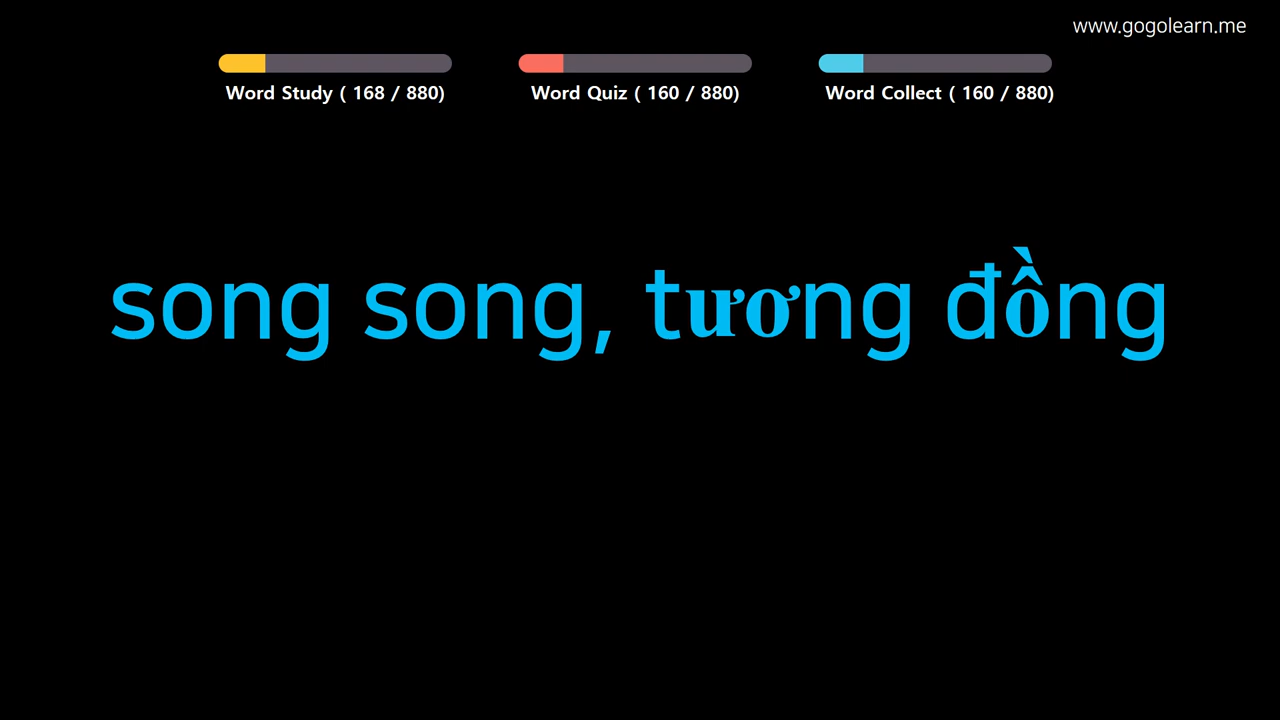 www.gogolearn.me
Word Study ( 168 / 880)
Word Quiz ( 160 / 880)
Word Collect ( 160 / 880)
song song, tương đồng